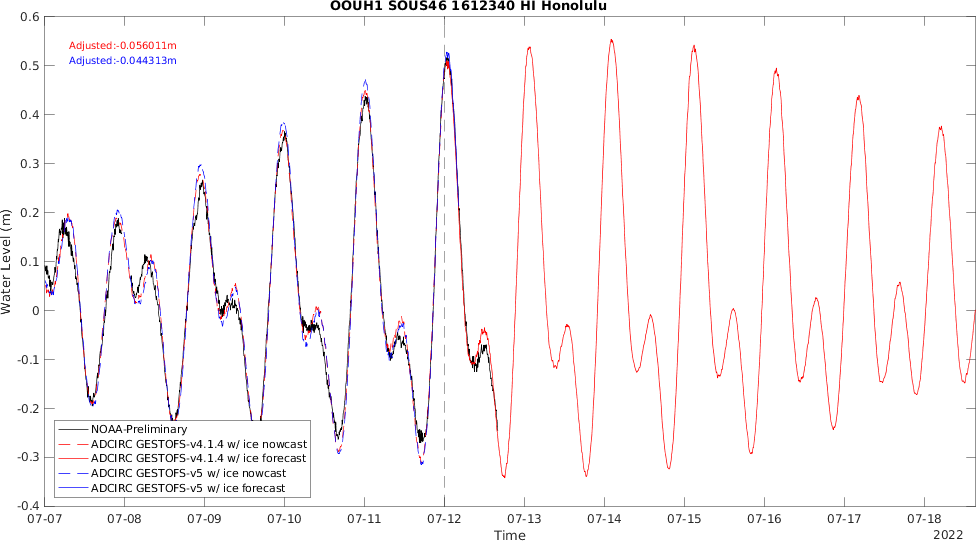 OOUH1 SOUS46 1612340 HI Honolulu
0.6
0.5
0.4
0.3
0.2
0.1
0
-0.1
-0.2
-0.3
-0.4
Water Level (m)
Adjusted:-0.056011m
Adjusted:-0.044313m
NOAA-Preliminary
ADCIRC GESTOFS-v4.1.4 w/ ice nowcast
ADCIRC GESTOFS-v4.1.4 w/ ice forecast
ADCIRC GESTOFS-v5 w/ ice nowcast
ADCIRC GESTOFS-v5 w/ ice forecast
07-07 07-08 07-09 07-10 07-11 07-12 07-13 07-14 07-15 07-16 07-17 07-18
Time
2022